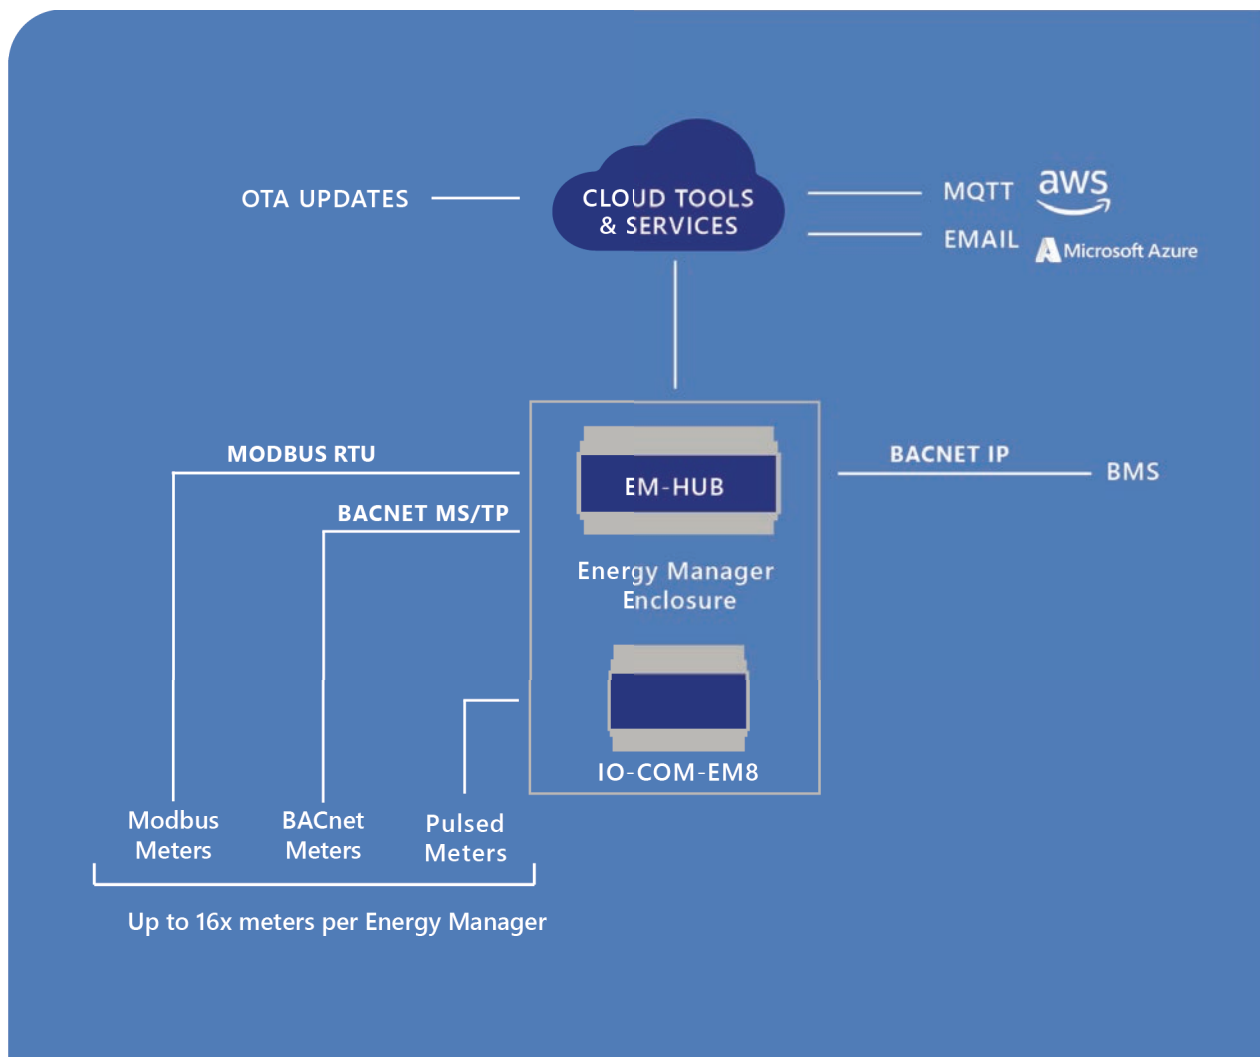 OTA UPDATES
CLOUD TOOLS
& SERVICES
MQTT
aws
EMAIL
Microsoft Azure
MODBUS RTU
BACNET MS/TP
EM-HUB
BACNET IP
BMS
Energy Manager
Enclosure
IO-COM-EM8
Modbus
Meters
BACnet
Meters
Pulsed
Meters
Up to 16x meters per Energy Manager